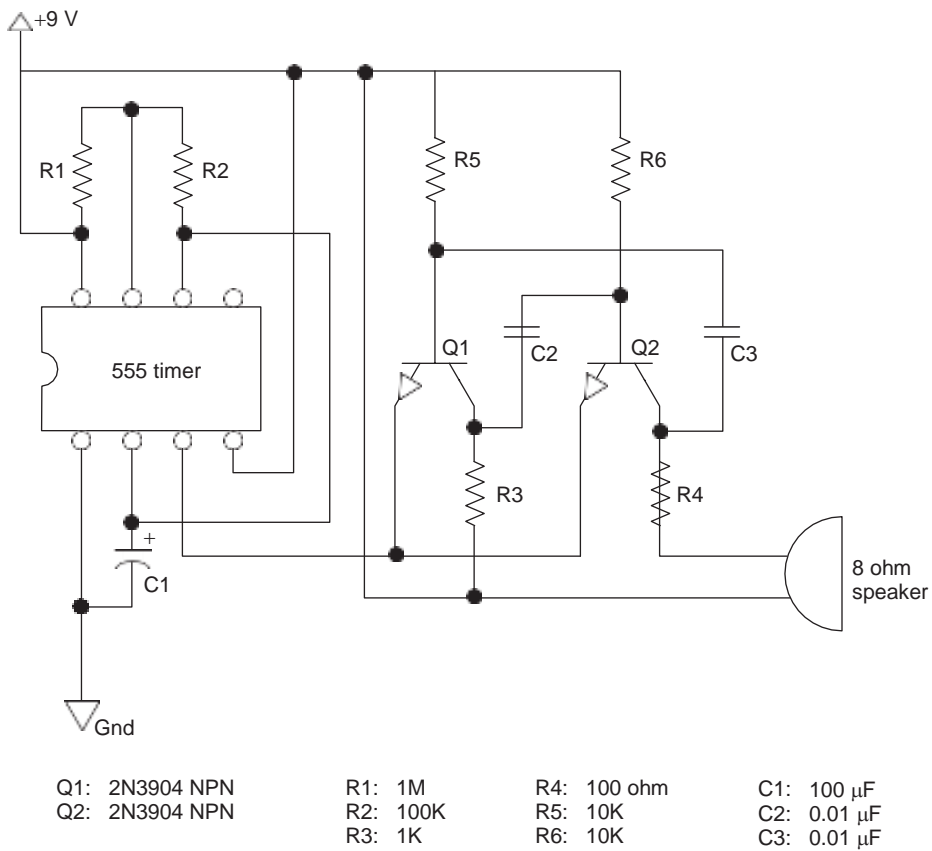 +9 V
R1
R2
R5
R6
555 timer
Q1
C2
Q2
C3
R3
R4
+
C1
8 ohm
speaker
Gnd
Q1: 2N3904 NPN R1: 1M R4: 100 ohm C1: 100 μF
Q2: 2N3904 NPN R2: 100K R5: 10K C2: 0.01 μF
R3: 1K R6: 10K C3: 0.01 μF